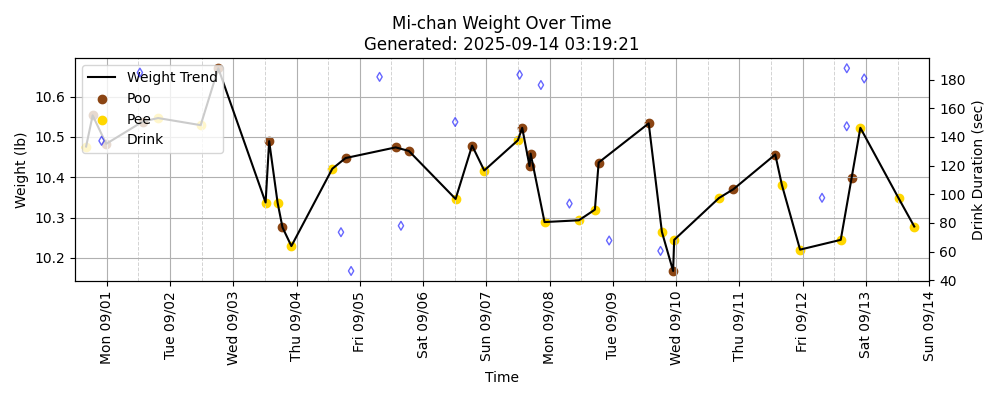 Mi-chan Weight Over Time
Generated: 2025-09-14 03:19:21
Weight Trend
Poo
Pee
Drink
Weight (lb)
10.6
10.5
10.4
10.3
10.2
180
160
140
120
100
80
60
40
Drink Duration (sec)
Mon 09/01
Tue 09/02
Wed 09/03
Thu 09/04
Fri 09/05
Sat 09/06
Sun 09/07
Mon 09/08
Tue 09/09
Wed 09/10
Thu 09/11
Fri 09/12
Sat 09/13
Sun 09/14
Time